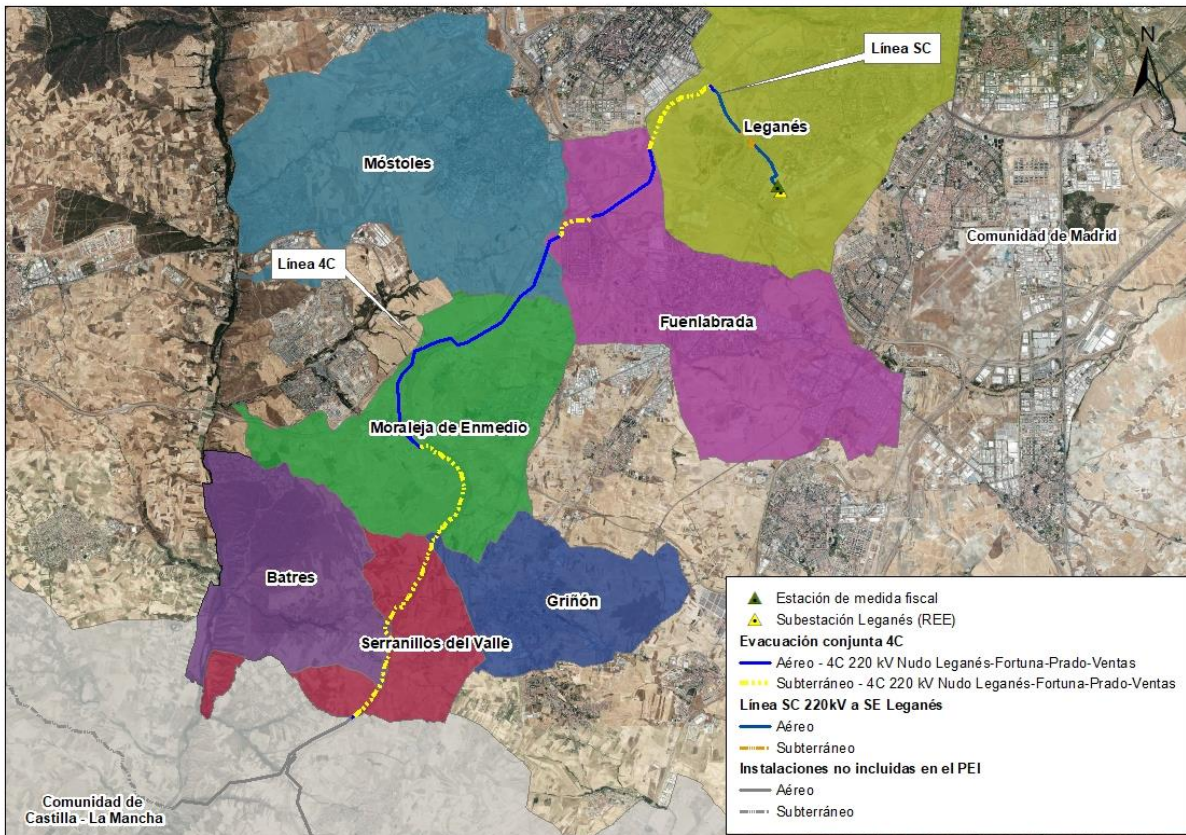 N
Línea SC
Leganés
Móstoles
Comunidad de Madrid
Línea 4C
Fuenlabrada
Moraleja de Enmedio
Batres
Griñón
Serranillos del Valle
Comunidad de
Castilla - La Mancha
Estación de medida fiscal
Subestación Leganés (REE)
Evacuación conjunta 4C
Aéreo - 4C 220 kV Nudo Leganés-Fortuna-Prado-Ventas
Subterráneo - 4C 220 kV Nudo Leganés-Fortuna-Prado-Ventas
Línea SC 220kV a SE Leganés
Aéreo
Subterráneo
Instalaciones no incluidas en el PEI
Aéreo
Subterráneo